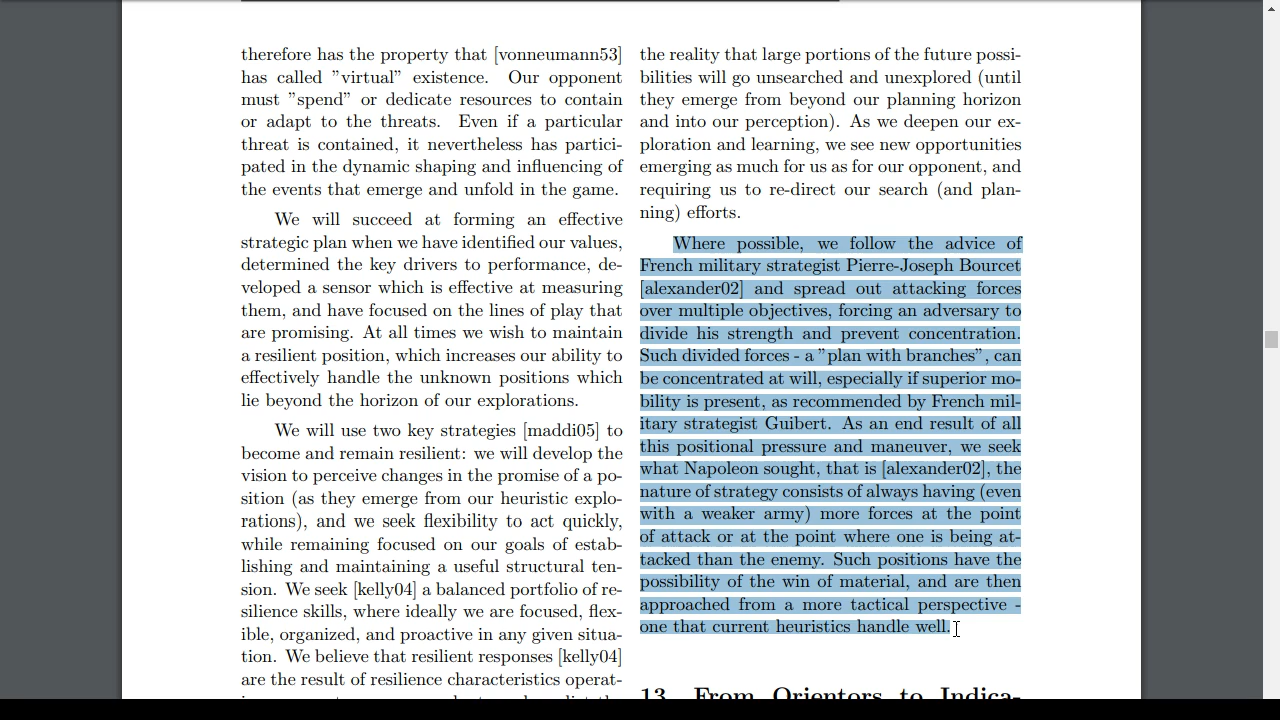 therefore has the property that [vonneumann53]
has called ”virtual” existence. Our opponent
must ”spend” or dedicate resources to contain
or adapt to the threats. Even if a particular
threat is contained, it nevertheless has partici-
pated in the dynamic shaping and influencing of
the events that emerge and unfold in the game.
We will succeed at forming an effective
strategic plan when we have identified our values,
determined the key drivers to performance, de-
veloped a sensor which is effective at measuring
them, and have focused on the lines of play that
are promising. At all times we wish to maintain
a resilient position, which increases our ability to
effectively handle the unknown positions which
lie beyond the horizon of our explorations.
We will use two key strategies [maddi05] to
become and remain resilient: we will develop the
vision to perceive changes in the promise of a po-
sition (as they emerge from our heuristic explo-
rations), and we seek flexibility to act quickly,
while remaining focused on our goals of estab-
lishing and maintaining a useful structural ten-
sion. We seek [kelly04] a balanced portfolio of re-
silience skills, where ideally we are focused, flex-
ible, organized, and proactive in any given situa-
tion. We believe that resilient responses [kelly04]
are the result of resilience characteristics operat-
the reality that large portions of the future possi-
bilities will go unsearched and unexplored (until
they emerge from beyond our planning horizon
and into our perception). As we deepen our ex-
ploration and learning, we see new opportunities
emerging as much for us as for our opponent, and
requiring us to re-direct our search (and plan-
ning) efforts.
Where possible, we follow the advice of
French military strategist Pierre-Joseph Bourcet
[alexander02] and spread out attacking forces
over multiple objectives, forcing an adversary to
divide his strength and prevent concentration.
Such divided forces - a ”plan with branches”, can
be concentrated at will, especially if superior mo-
bility is present, as recommended by French mil-
itary strategist Guibert. As an end result of all
this positional pressure and maneuver, we seek
what Napoleon sought, that is [alexander02], the
nature of strategy consists of always having (even
with a weaker army) more forces at the point
of attack or at the point where one is being at-
tacked than the enemy. Such positions have the
possibility of the win of material, and are then
approached from a more tactical perspective -
one that current heuristics handle well.
13 From Orientors to Indica-